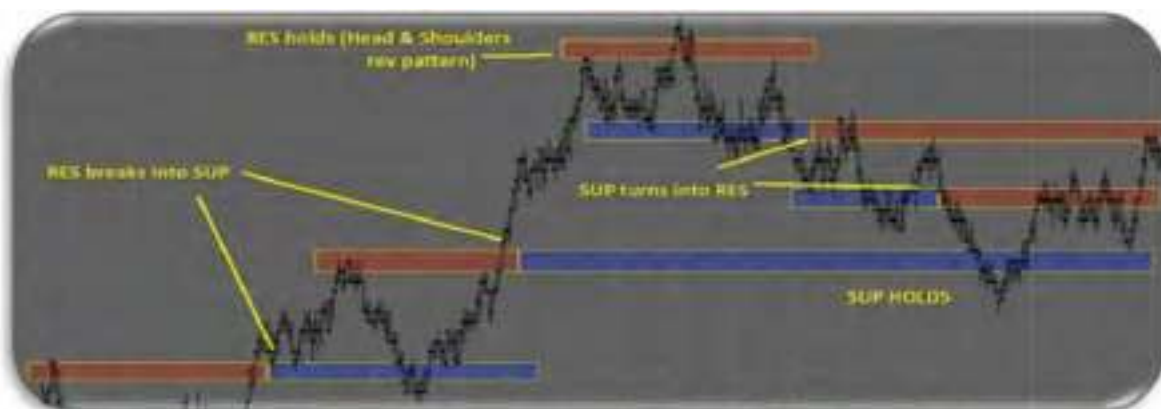 RES holds (Head & Shoulders
rev pattern)
RES breaks into SUP
SUP turns into RES
SUP HOLDS